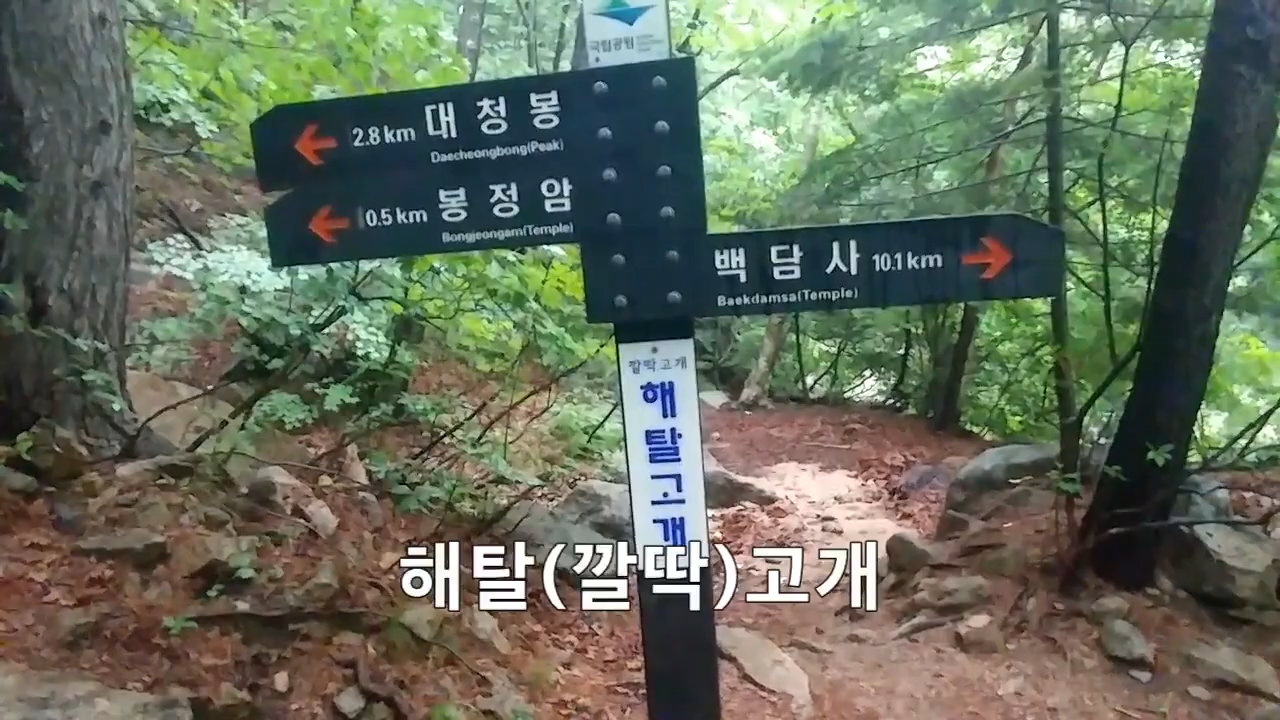 국립공원
2.8 km 대청봉
Daecheongbong(Peak)
0.5 km 봉정암
Bongjeongam(Temple)
백담사 10.1 km
Baekdamsa(Temple)
깔딱고개
해탈고개
해탈(깔딱)고개